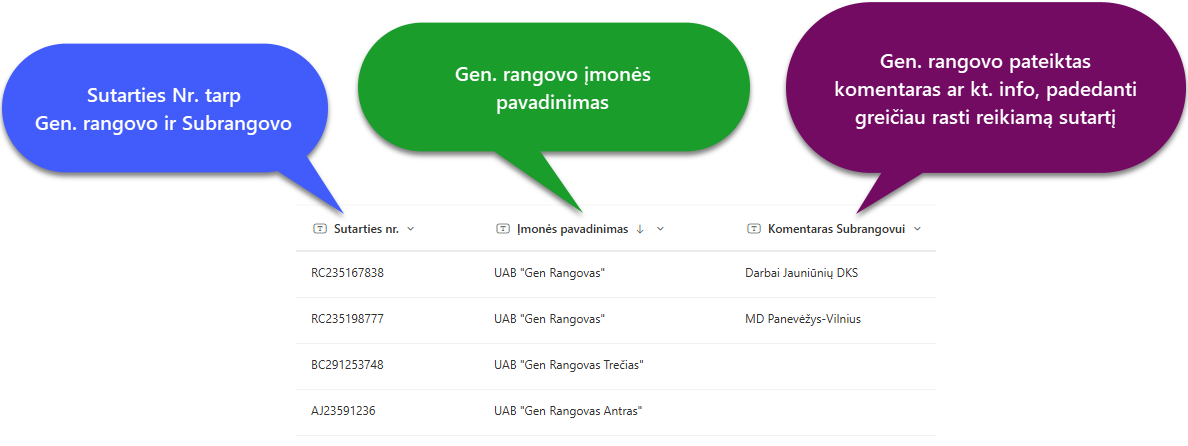 Sutarties Nr. tarp
Gen. rangovo ir Subrangovo
Gen. rangovo įmonės
pavadinimas
Gen. rangovo pateiktas
komentaras ar kt. info, padedanti
greičiau rasti reikiamą sutartį
Sutarties nr. Įmonės pavadinimas ↓ Komentaras Subrangovui
RC235167838 UAB "Gen Rangovas" Darbai Jauniūnių DKS
RC235198777 UAB "Gen Rangovas" MD Panevėžys-Vilnius
BC291253748 UAB "Gen Rangovas Trečias"
AJ23591236 UAB "Gen Rangovas Antras"